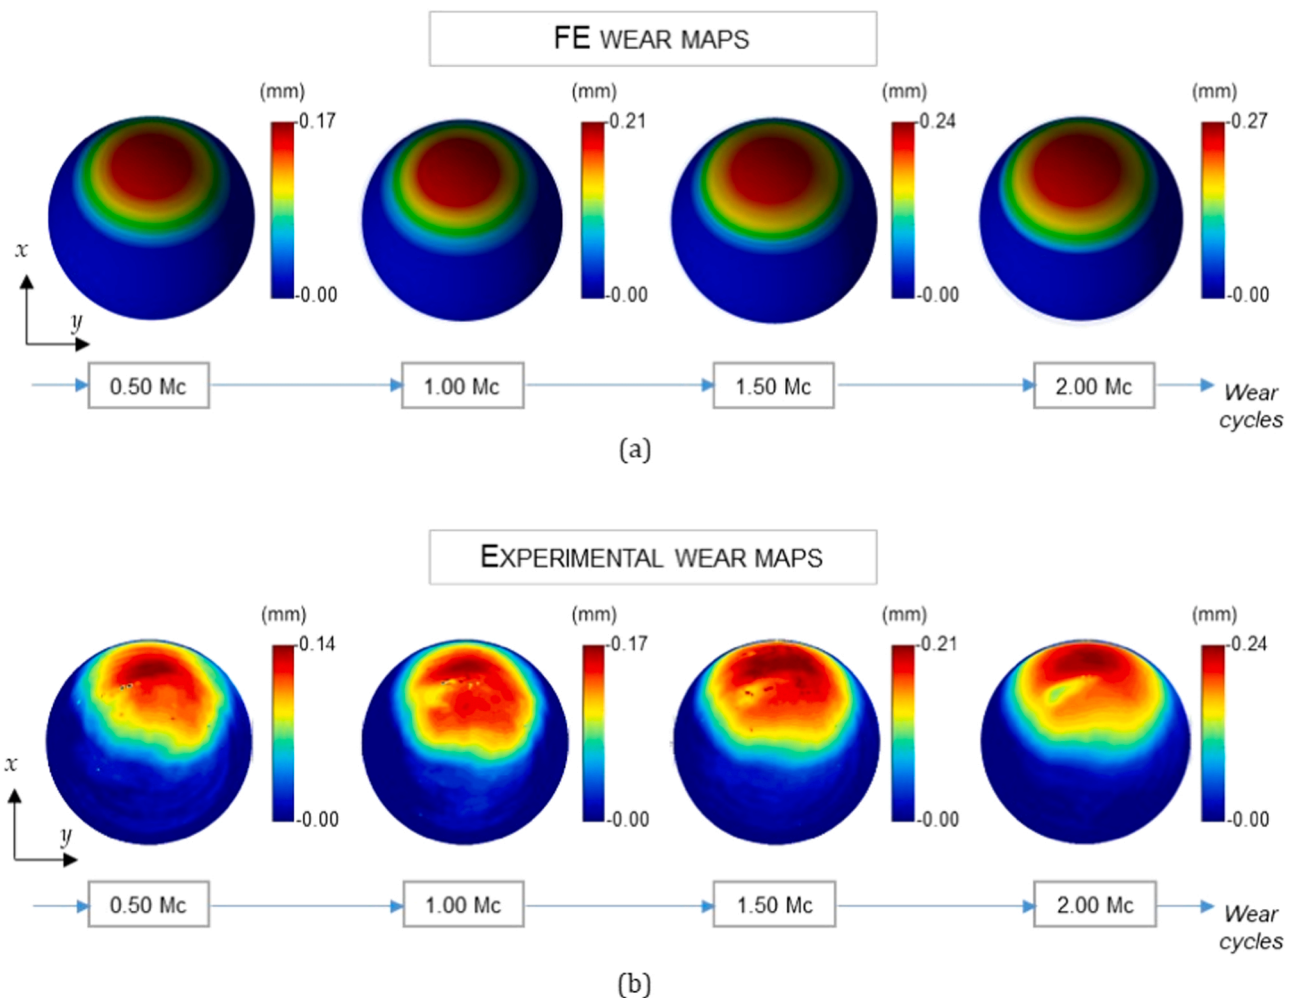 FE WEAR MAPS
(mm) (mm) (mm) (mm)
0.17 0.21 0.24 0.27
-0.00 -0.00 -0.00 -0.00
x
y
0.50 Mc 1.00 Mc 1.50 Mc 2.00 Mc
Wear
cycles
(a)
EXPERIMENTAL WEAR MAPS
(mm) (mm) (mm) (mm)
0.14 0.17 0.21 0.24
-0.00 -0.00 -0.00 -0.00
x
y
0.50 Mc 1.00 Mc 1.50 Mc 2.00 Mc
Wear
cycles
(b)